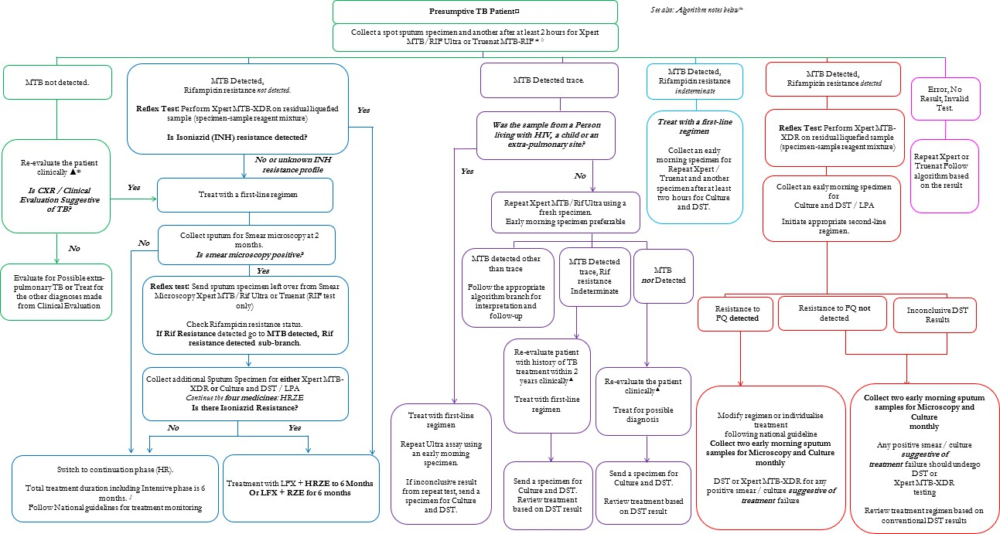 Presumptive TB Patient¤
See also: Algorithm notes below*
Collect a spot sputum specimen and another after at least 2 hours for Xpert
MTB/RIF Ultra or Truenat MTB-RIF * ◊
MTB not detected.
Re-evaluate the patient
clinically ▲*
Is CXR / Clinical
Evaluation Suggestive
of TB?
Yes
No
Evaluate for Possible extra-
pulmonary TB or Treat for
the other diagnoses made
from Clinical Evaluation
MTB Detected,
Rifampicin resistance not detected.
Reflex Test: Perform Xpert MTB-XDR on residual liquefied
sample (specimen-sample reagent mixture)
Is Isoniazid (INH) resistance detected?
Yes
No or unknown INH
resistance profile
Treat with a first-line regimen
Collect sputum for Smear microscopy at 2
months.
Is smear microscopy positive?
No
Yes
Reflex test: Send sputum specimen left over from Smear
Microscopy Xpert MTB/Rif Ultra or Truenat (RIF test
only)
Check Rifampicin resistance status.
If Rif Resistance detected go to MTB detected, Rif
resistance detected sub-branch.
Collect additional Sputum Specimen for either Xpert MTB-
XDR or Culture and DST / LPA
Continue the four medicines: HRZE
Is there Isoniazid Resistance?
No
Yes
Switch to continuation phase (HR).
Total treatment duration including Intensive phase is 6
months.
Follow National guidelines for treatment monitoring
Treatment with LFX + HRZE to 6 Months
Or LFX + RZE for 6 months
MTB Detected trace.
Was the sample from a Person
living with HIV, a child or an
extra-pulmonary site?
Yes
No
Repeat Xpert MTB/Rif Ultra using a
fresh specimen.
Early morning specimen preferrable
MTB detected other
than trace
Follow the appropriate
algorithm branch for
interpretation and
follow-up
MTB Detected
trace, Rif
resistance
Indeterminate
MTB
not Detected
Re-evaluate patient
with history of TB
treatment within 2
years clinically▲
Treat with first-line
regimen
Re-evaluate the patient
clinically▲
Treat for possible
diagnosis
Treat with first-line
regimen
Repeat Ultra assay using
an early morning
specimen.
If inconclusive result
from repeat test, send a
specimen for Culture
and DST.
Send a specimen for
Culture and DST.
Review treatment
based on DST result
Send a specimen for
Culture and DST.
Review treatment based
on DST result
MTB Detected,
Rifampicin resistance
indeterminate
Treat with a first-line
regimen
Collect an early
morning specimen for
Repeat Xpert /
Truenat and another
specimen after at least
two hours for Culture
and DST.
MTB Detected,
Rifampicin resistance detected
Reflex Test: Perform Xpert MTB-
XDR on residual liquefied sample
(specimen-sample reagent mixture)
Collect an early morning specimen
for
Culture and DST / LPA
Initiate appropriate second-line
regimen.
Resistance to
FQ detected
Resistance to FQ not
detected
Inconclusive DST
Results
Modify regimen or individualise
treatment
following national guideline
Collect two early morning sputum
samples for Microscopy and Culture
monthly
DST or Xpert MTB-XDR for any
positive smear / culture suggestive of
treatment failure
Collect two early morning sputum
samples for Microscopy and
Culture
monthly
Any positive smear / culture
suggestive of
treatment failure should undergo
DST or
Xpert MTB-XDR
testing
Review treatment regimen based on
conventional DST results
Error, No
Result, Invalid
Test.
Repeat Xpert or
Truenat Follow
algorithm based
on the result